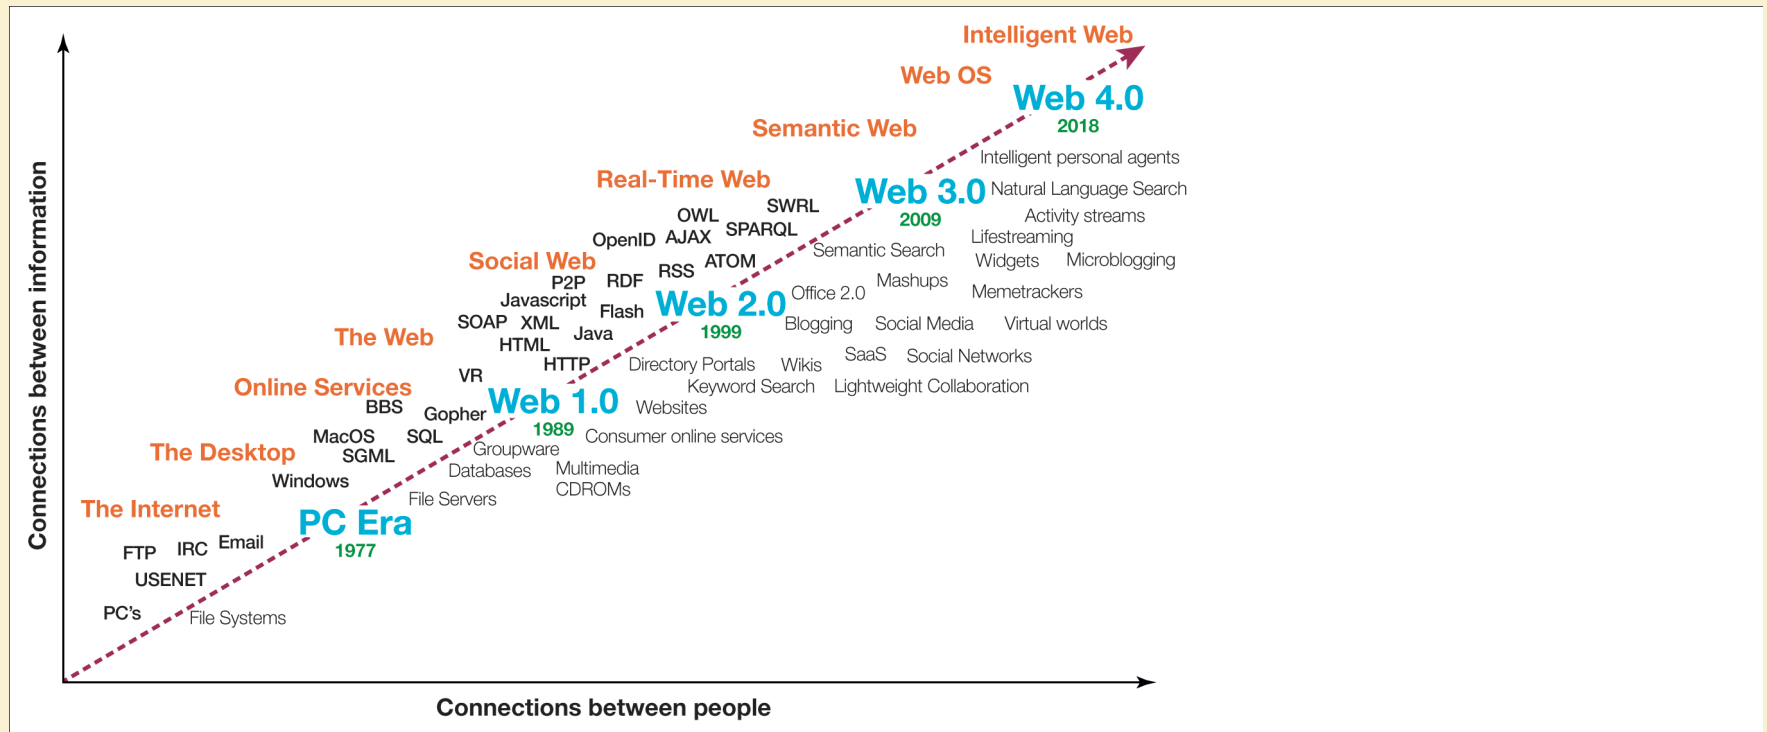 Intelligent Web
Web OS
Web 4.0
2018
Semantic Web
Intelligent personal agents
Real-Time Web
Web 3.0
Natural Language Search
2009
SWRL
OWL
Activity streams
SPARQL
OpenID
AJAX
Lifestreaming
Semantic Search
Social Web
ATOM
Widgets
Microblogging
RSS
P2P
RDF
Mashups
Office 2.0
Memetrackers
Javascript
Web 2.0
Flash
1999
SOAP
XML
Blogging
Social Media
Virtual worlds
The Web
Java
HTML
SaaS
Social Networks
HTTP
Directory Portals
Wikis
VR
Keyword Search
Lightweight Collaboration
Online Services
Web 1.0
1989
Websites
BBS
Gopher
MacOS
SQL
Consumer online services
The Desktop
SGML
Groupware
Databases
Multimedia
CDROMs
Windows
File Servers
The Internet
PC Era
1977
FTP
IRC
Email
USENET
PC's
File Systems
Connections between information
Connections between people